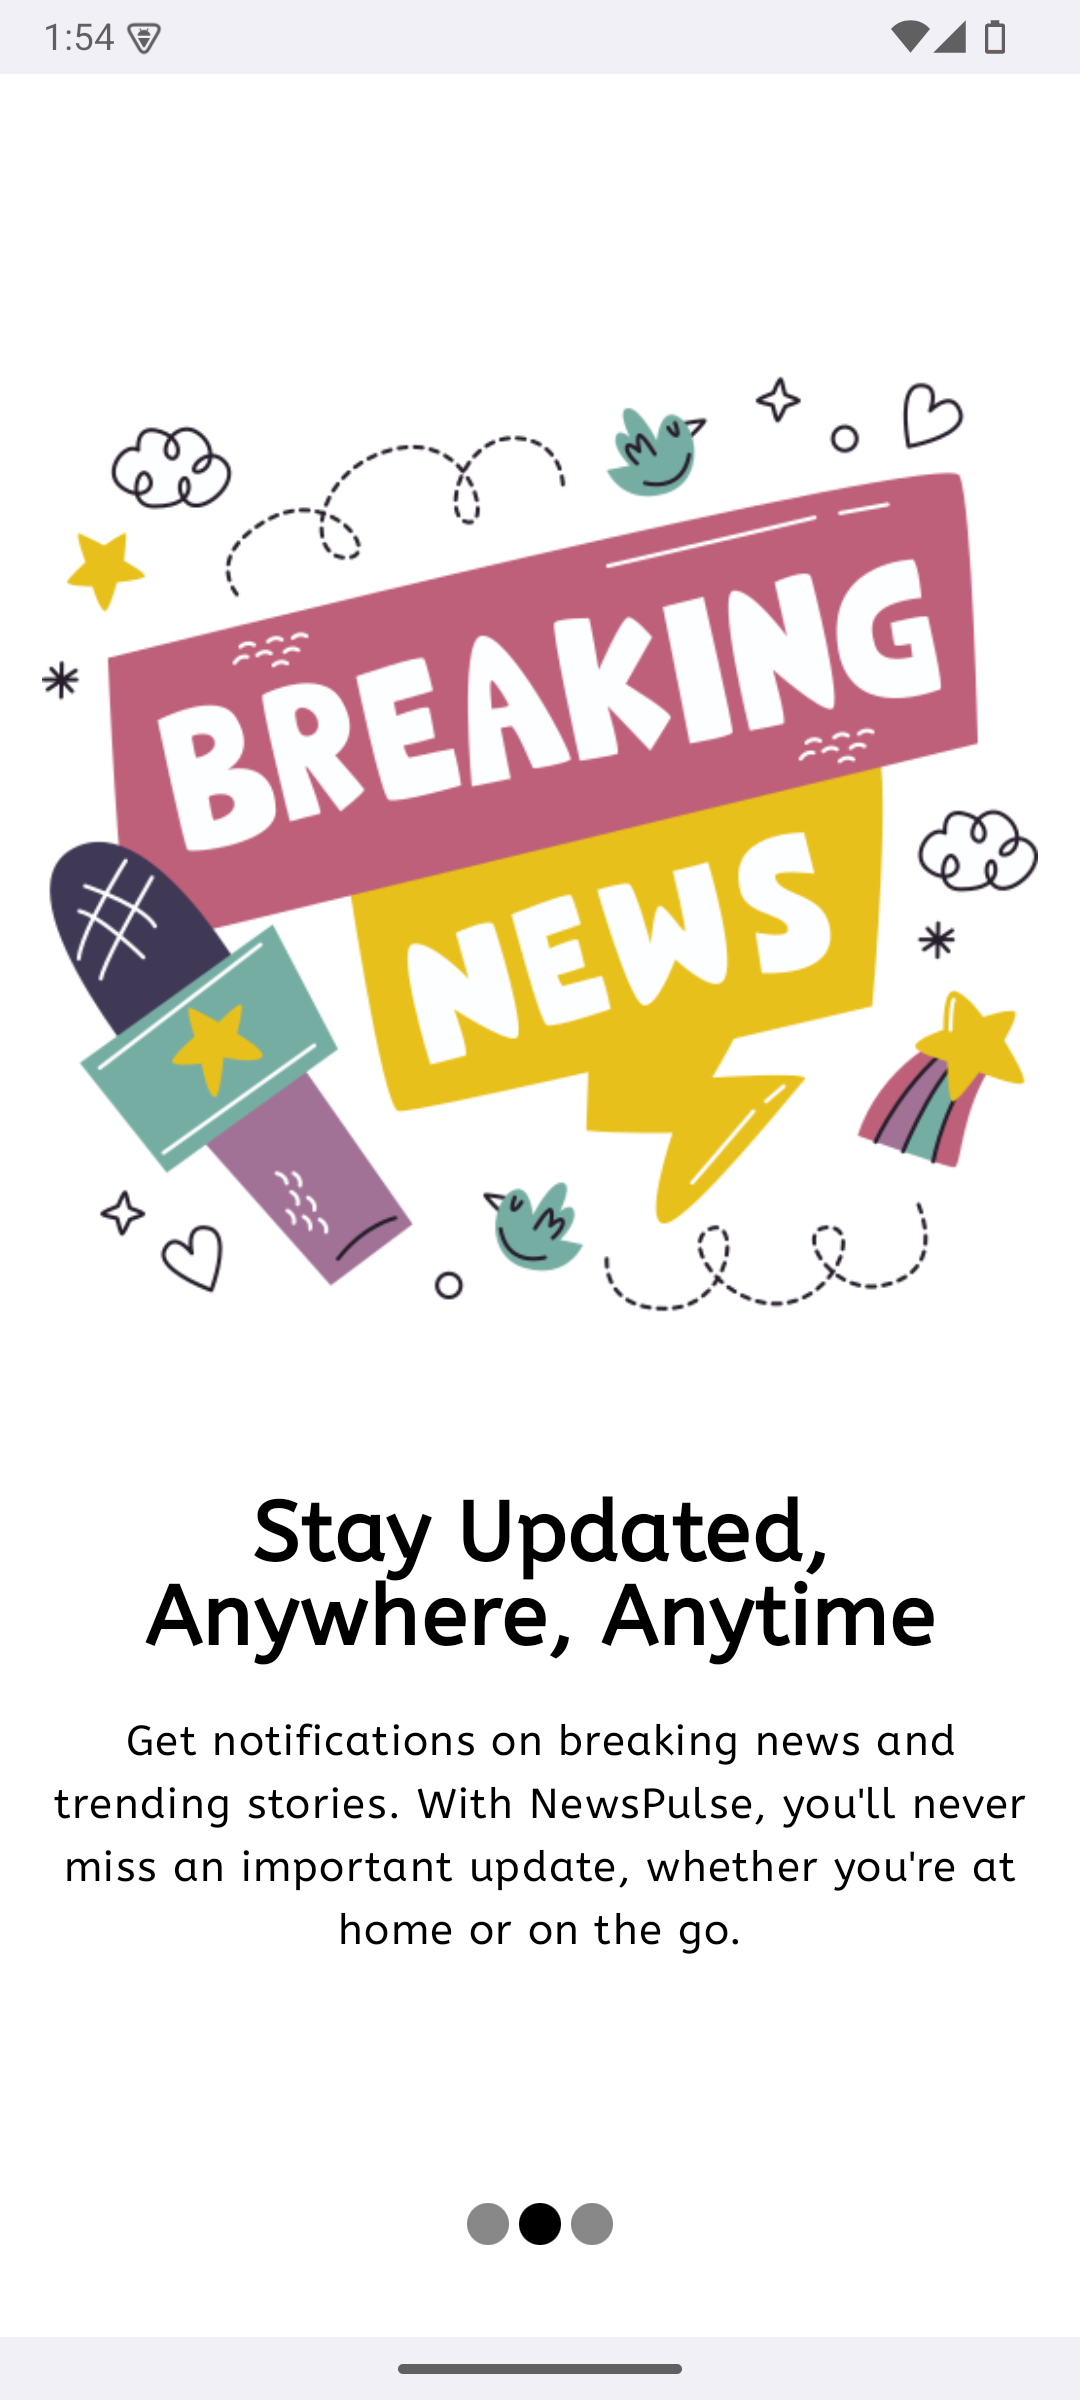 1:54
BREAKING
NEWS
Stay Updated,
Anywhere, Anytime
Get notifications on breaking news and
trending stories. With NewsPulse, you'll never
miss an important update, whether you're at
home or on the go.